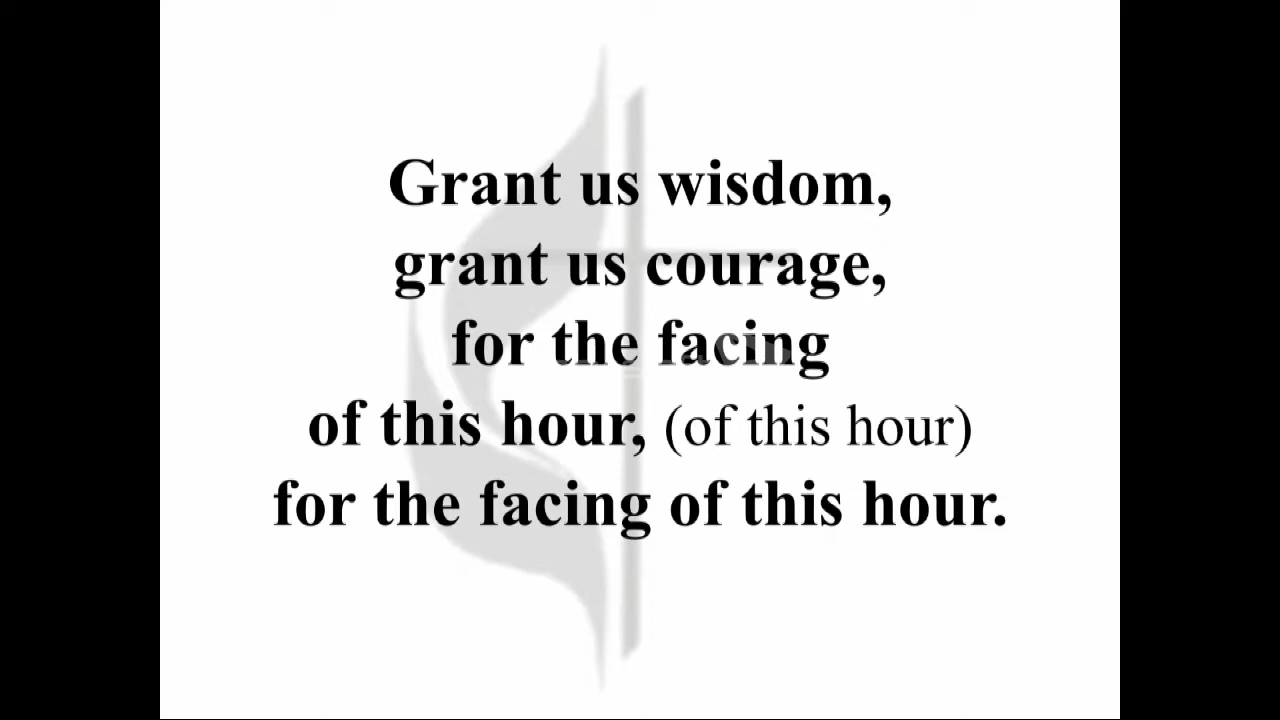 Grant us wisdom,
grant us courage,
for the facing
of this hour, (of this hour)
for the facing of this hour.